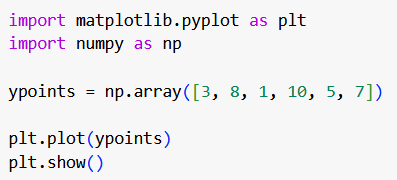 import matplotlib.pyplot as plt
import numpy as np
ypoints = np.array([3, 8, 1, 10, 5, 7])
plt.plot(ypoints)
plt.show()